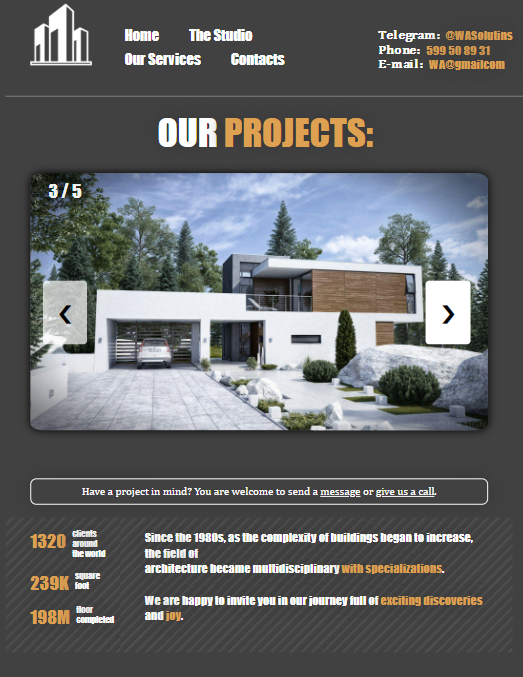 Home The Studio
Our Services Contacts
Telegram: @WASolutins
Phone: 599 50 89 31
E-mail: WA@gmailcom
OUR PROJECTS:
3 / 5
❮ ❯
Have a project in mind? You are welcome to send a message or give us a call.
1320 clients
around
the world
239K square
foot
198M floor
completed
Since the 1980s, as the complexity of buildings began to increase,
the field of
architecture became multidisciplinary with specializations.
We are happy to invite you in our journey full of exciting discoveries
and joy.